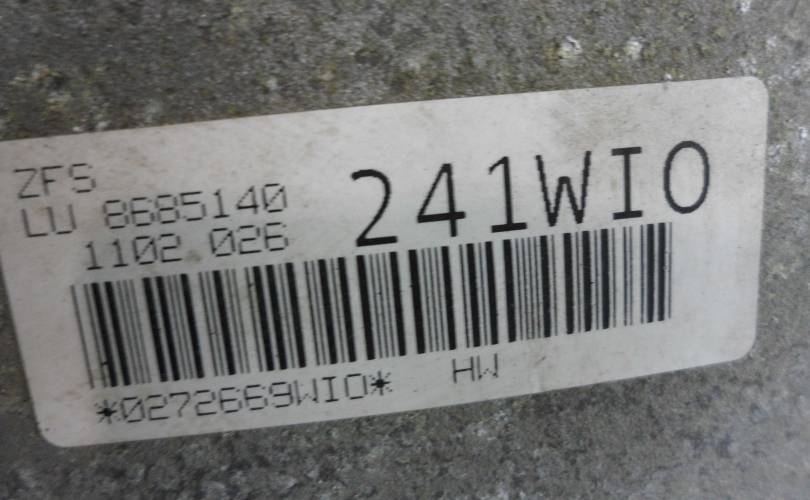 ZFS
LU 8685140
1102 026
241WIO
*0272669WIO*
HW